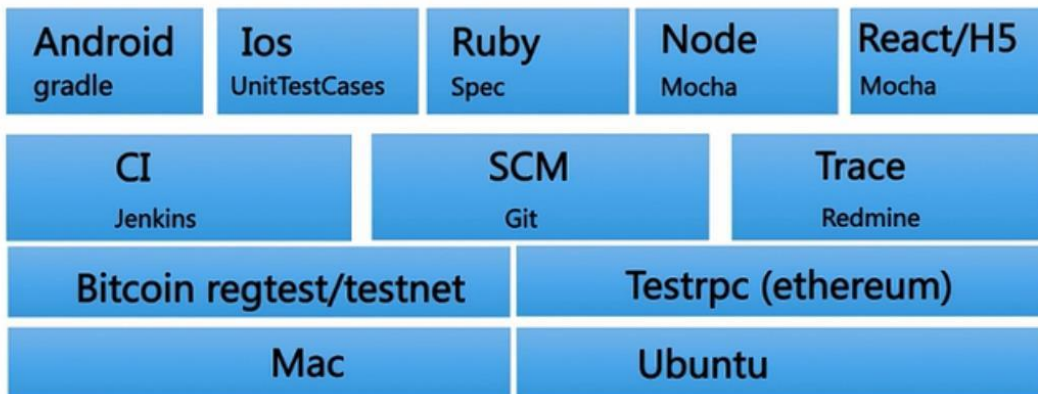 Android
gradle
Ios
UnitTestCases
Ruby
Spec
Node
Mocha
React/H5
Mocha
CI
Jenkins
SCM
Git
Trace
Redmine
Bitcoin regtest/testnet
Testrpc (ethereum)
Mac
Ubuntu